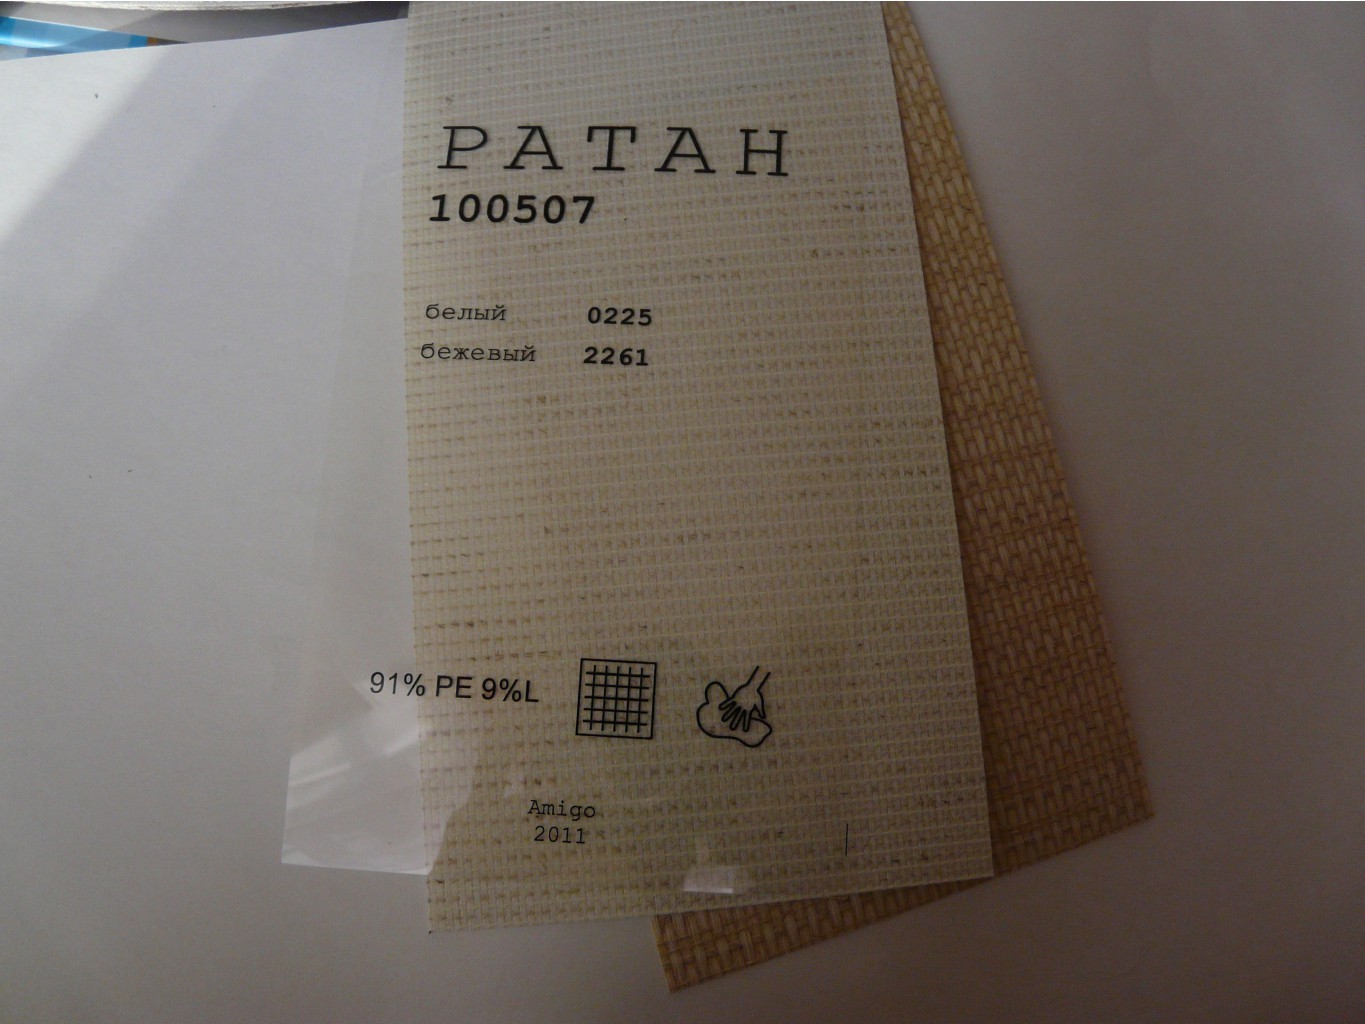 РАТАН
100507
белый 0225
бежевый 2261
91% PE 9%L
Amigo
2011